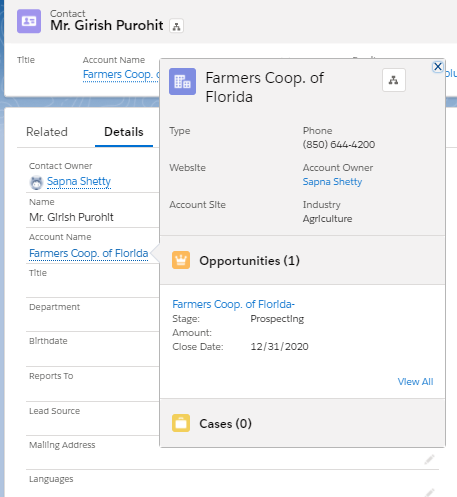 Contact
Mr. Girish Purohit
Title
Account Name
Farmers Coop. o
Farmers Coop. of
Florida
Type
Phone
(850) 644-4200
Website
Account Owner
Sapna Shetty
Account Site
Industry
Agriculture
Opportunities (1)
Farmers Coop. of Florida-
Stage:
Prospecting
Amount:
Close Date:
12/31/2020
View All
Cases (0)
Related
Details
Contact Owner
Sapna Shetty
Name
Mr. Girish Purohit
Account Name
Farmers Coop. of Florida
Title
Department
Birthdate
Reports To
Lead Source
Mailing Address
Languages